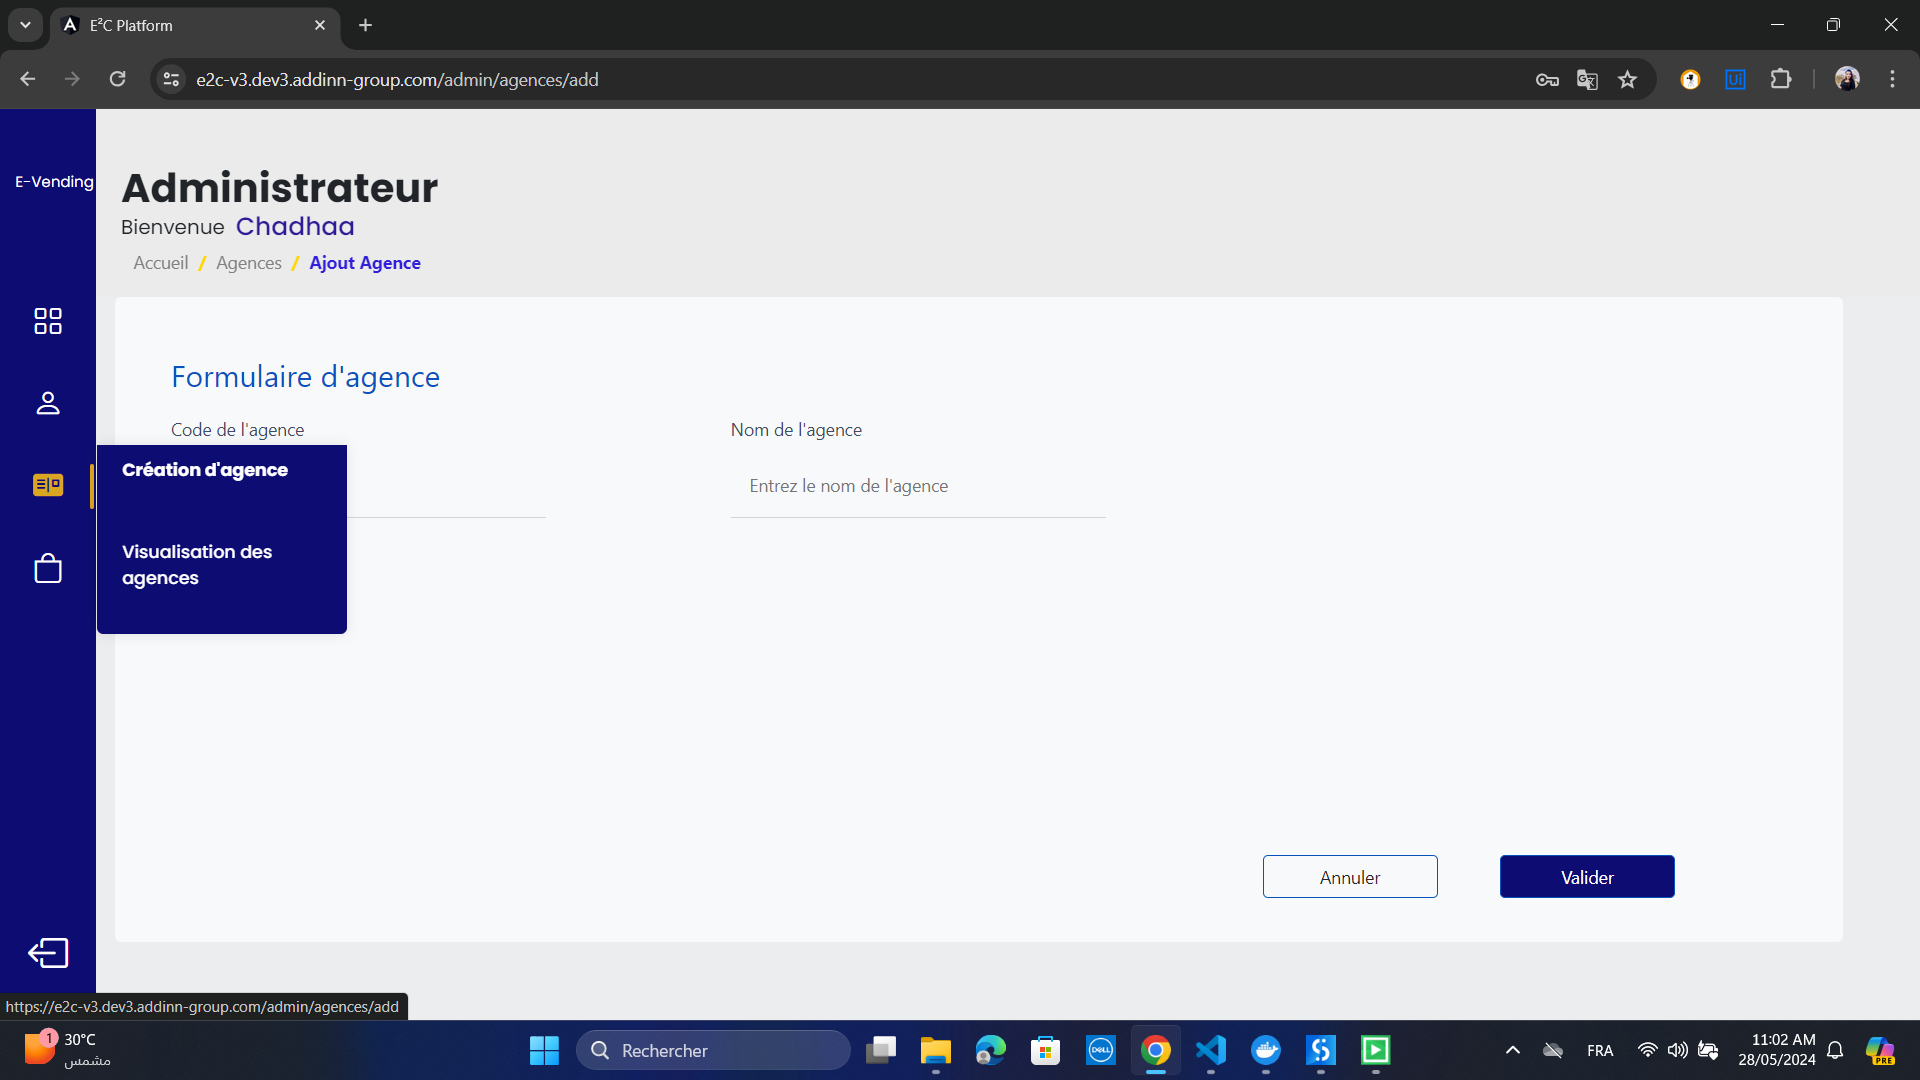 E²C Platform
e2c-v3.dev3.addinn-group.com/admin/agences/add
E-Vending
Administrateur
Bienvenue Chadhaa
Accueil / Agences / Ajout Agence
Formulaire d'agence
Code de l'agence
Nom de l'agence
Création d'agence
Entrez le nom de l'agence
Visualisation des
agences
Annuler
Valider
https://e2c-v3.dev3.addinn-group.com/admin/agences/add
1
30°C
مشمس
Rechercher
DELL
FRA
11:02 AM
28/05/2024
PRE